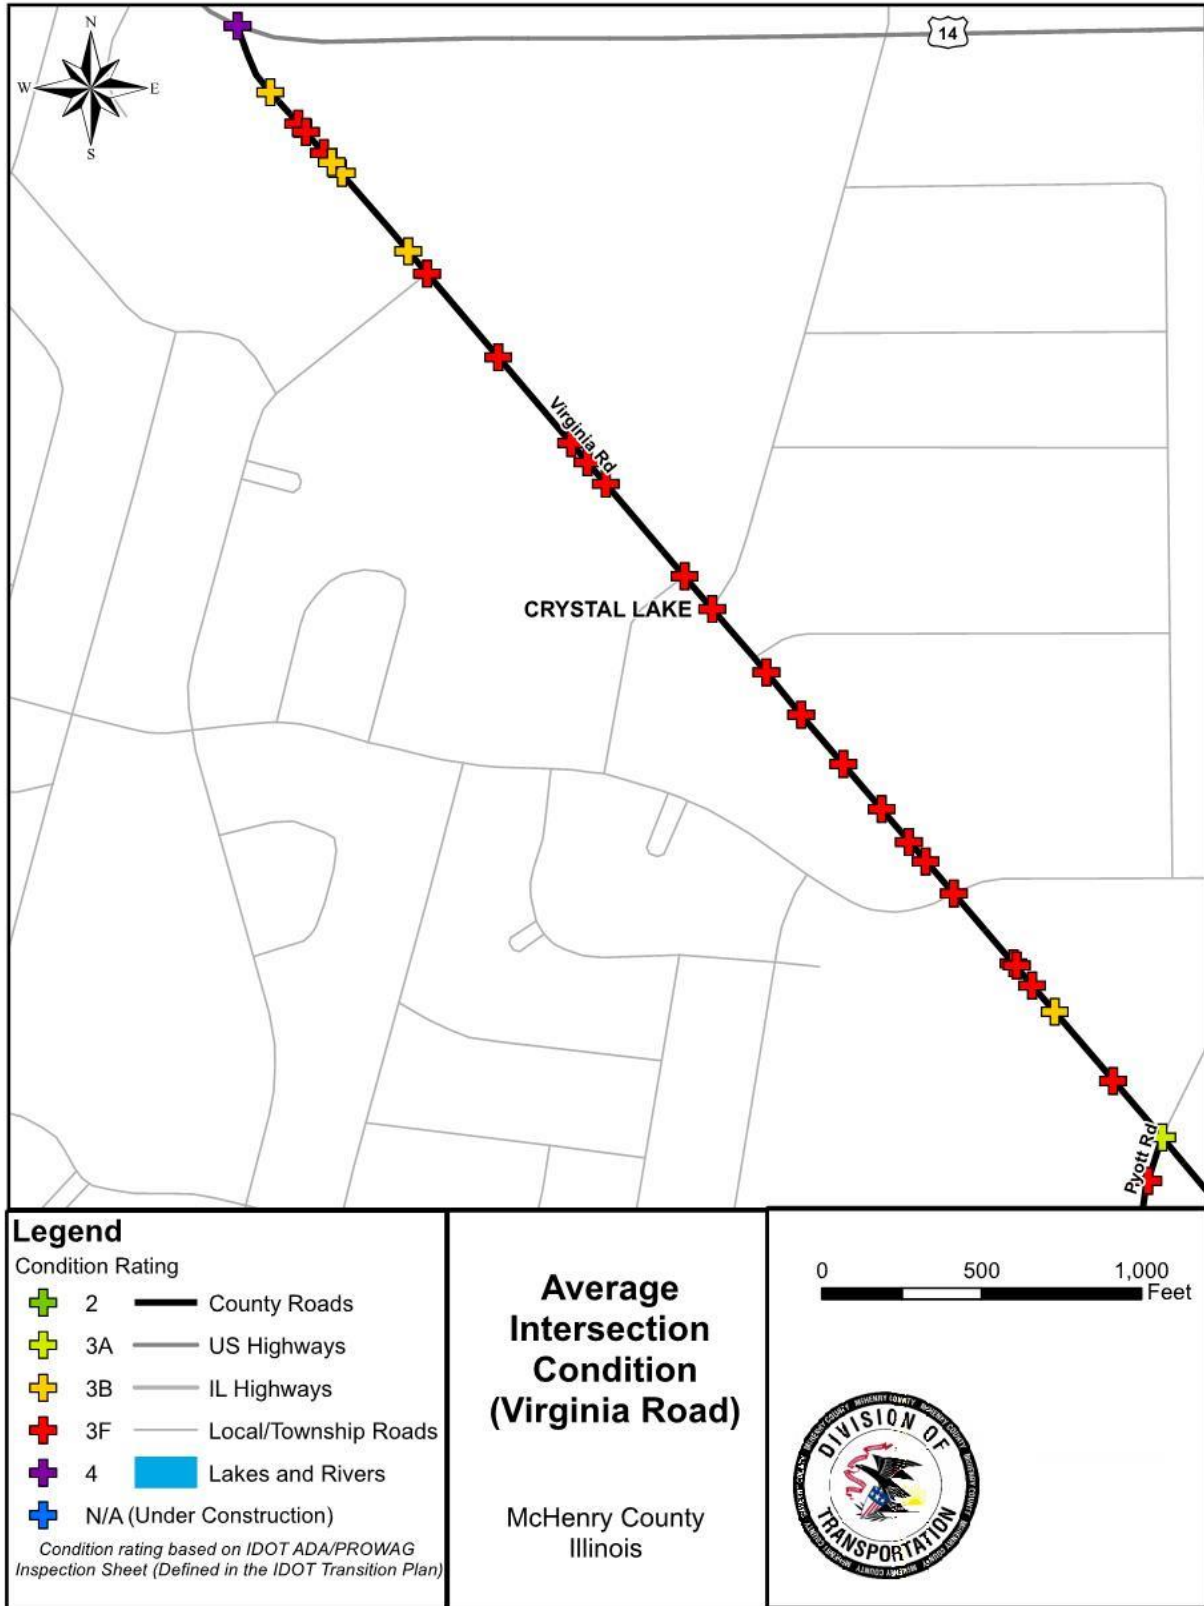 N
W
E
S
14
Virginia Rd
CRYSTAL LAKE
Pyott Rd
Legend
Condition Rating
2 County Roads
3A US Highways
3B IL Highways
3F Local/Township Roads
4 Lakes and Rivers
N/A (Under Construction)
Condition rating based on IDOT ADA/PROWAG
Inspection Sheet (Defined in the IDOT Transition Plan)
Average
Intersection
Condition
(Virginia Road)
McHenry County
Illinois
0 500 1,000
Feet
DIVISION OF
TRANSPORTATION